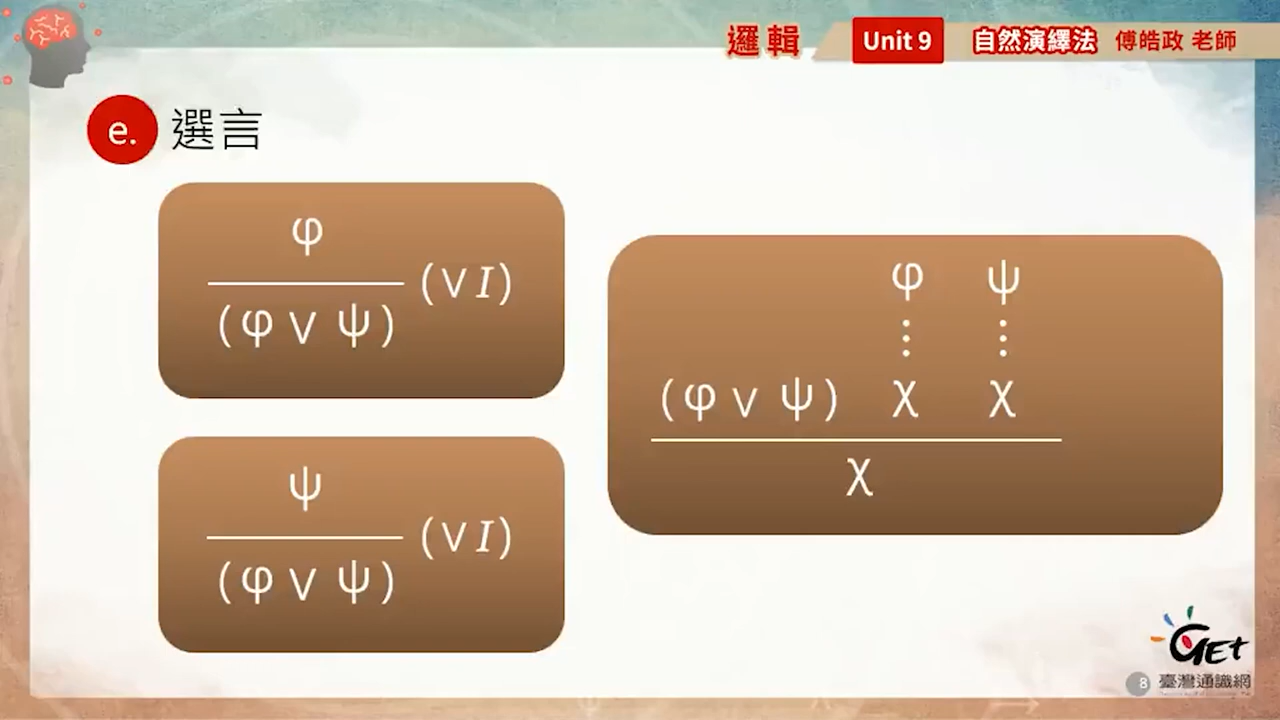 邏輯
Unit 9
自然演繹法 傅皓政 老師
e. 選言
φ
(φ ∨ ψ) (∨I)
ψ
(φ ∨ ψ) (∨I)
φ ψ
⋮ ⋮
(φ ∨ ψ) χ χ
χ
GEt
8 臺灣通識網